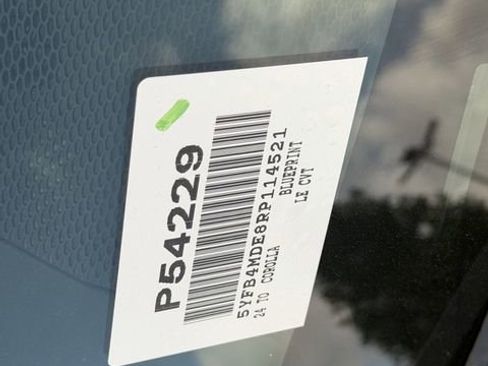 P54229
5YFB4MDE8RP114521
24 TO COROLLA BLUEPRINT
LE CVT